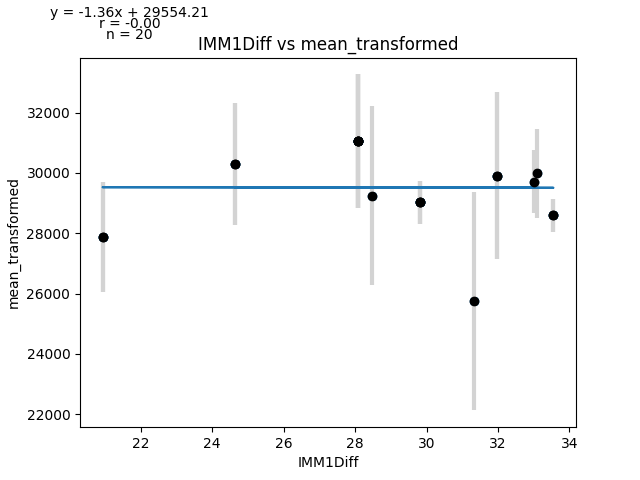 y = -1.36x + 29554.21
r = -0.00
n = 20
IMM1Diff vs mean_transformed
mean_transformed
32000
30000
28000
26000
24000
22000
22
24
26
28
30
32
34
IMM1Diff